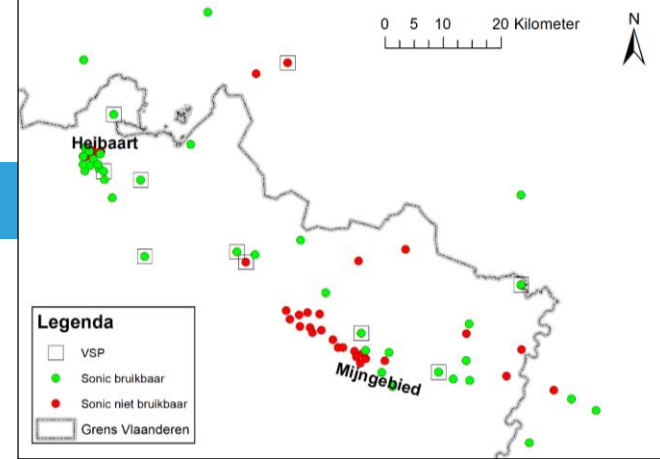 0 5 10 20 Kilometer
N
Heibaart
Mijngebied
Legenda
VSP
Sonic bruikbaar
Sonic niet bruikbaar
Grens Vlaanderen